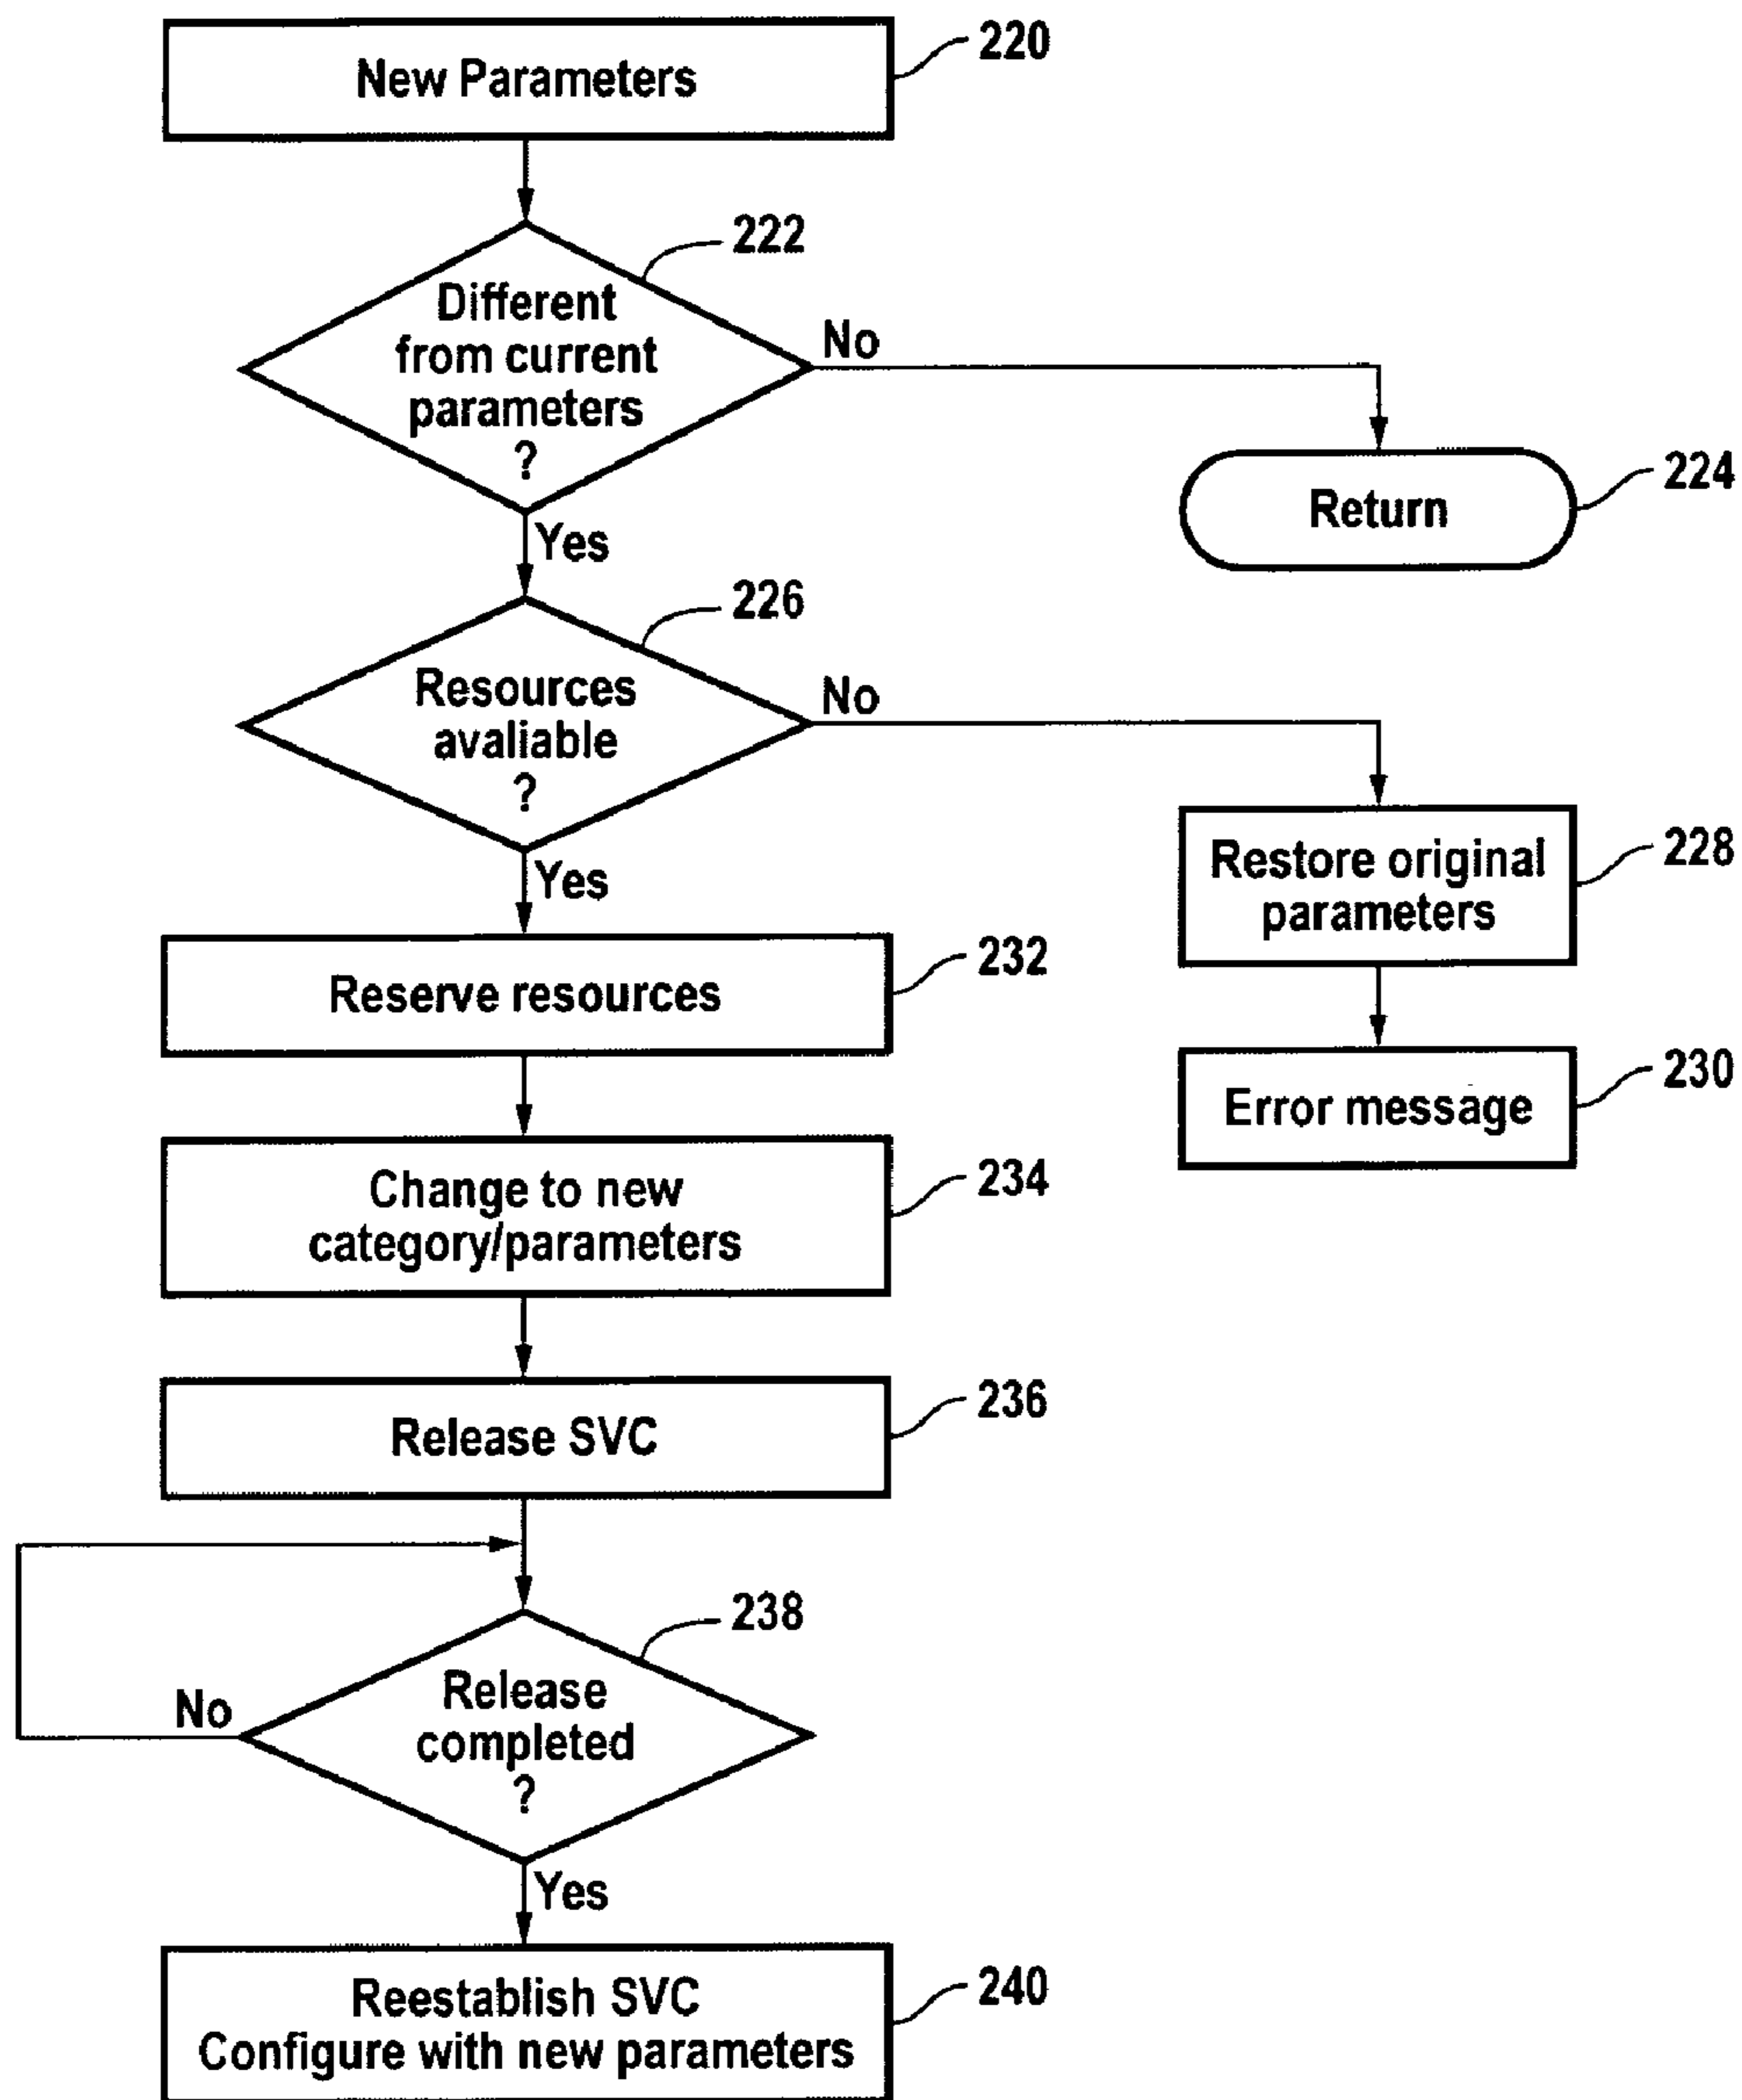 New Parameters
220
222
Different
from current
parameters
?
No
Return
224
Yes
226
Resources
avaliable
?
No
Restore original
parameters
228
Yes
Reserve resources
232
Error message
230
Change to new
category/parameters
234
Release SVC
236
238
Release
completed
?
No
Yes
Reestablish SVC
Configure with new parameters
240